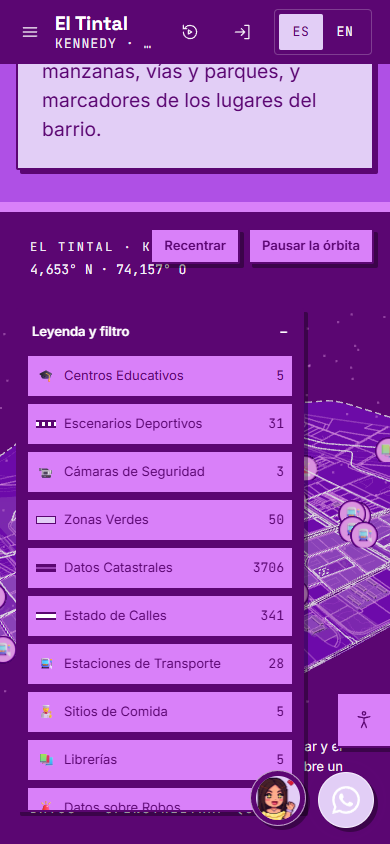 El Tintal
KENNEDY · …
ES EN
manzanas, vías y parques, y
marcadores de los lugares del
barrio.
EL TINTAL · K
Recentrar
Pausar la órbita
4,653° N · 74,157° O
Leyenda y filtro –
Centros Educativos 5
Escenarios Deportivos 31
Cámaras de Seguridad 3
Zonas Verdes 50
Datos Catastrales 3706
Estado de Calles 341
Estaciones de Transporte 28
Sitios de Comida 5
Librerías 5
ar y el
bre un
Datos sobre Robos